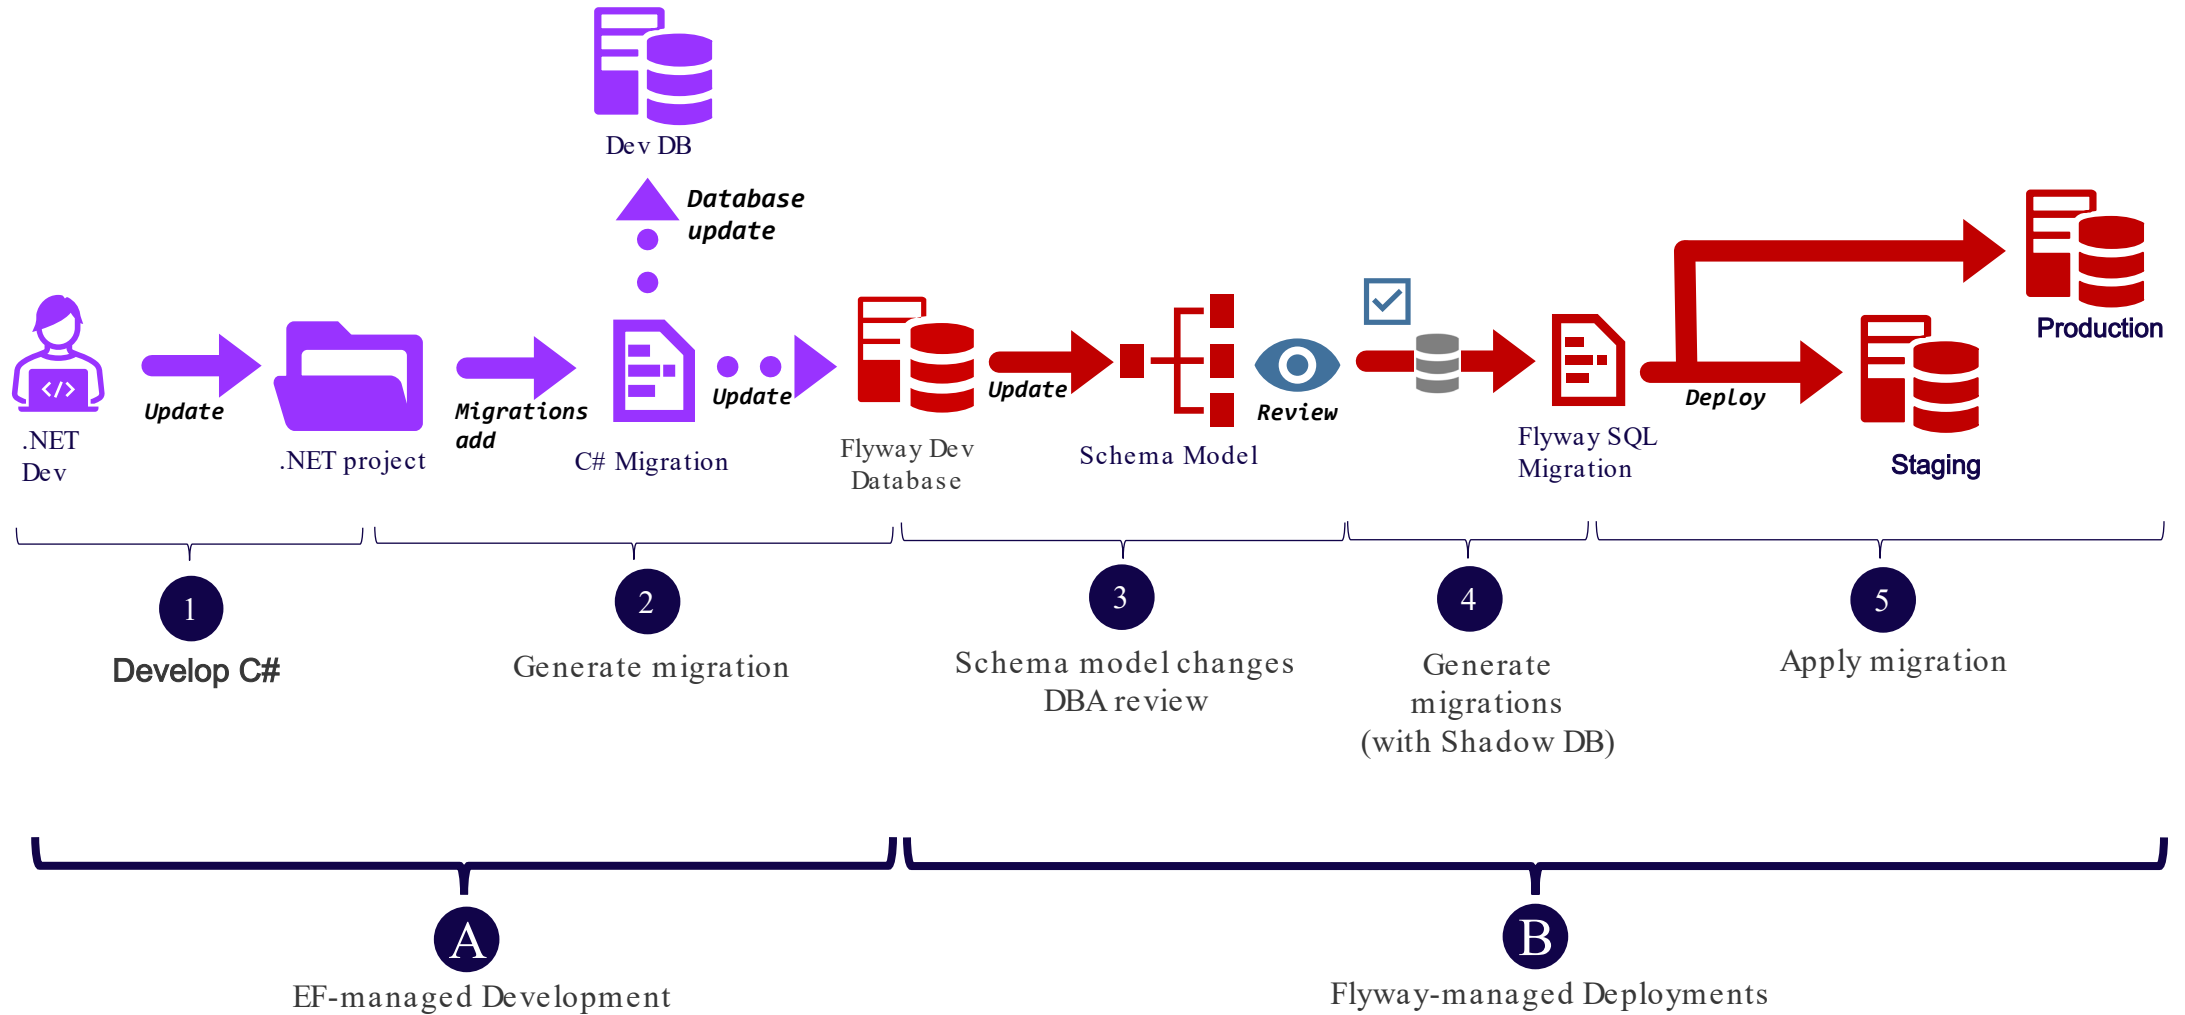 Dev DB
Database
update
Production
Update
Migrations
add
Update
Update
Review
Deploy
.NET
Dev
.NET project
C# Migration
Flyway Dev
Database
Schema Model
Flyway SQL
Migration
Staging
</>
1
2
3
4
5
Develop C#
Generate migration
Schema model changes
DBA review
Generate
migrations
(with Shadow DB)
Apply migration
A
B
EF-managed Development
Flyway-managed Deployments